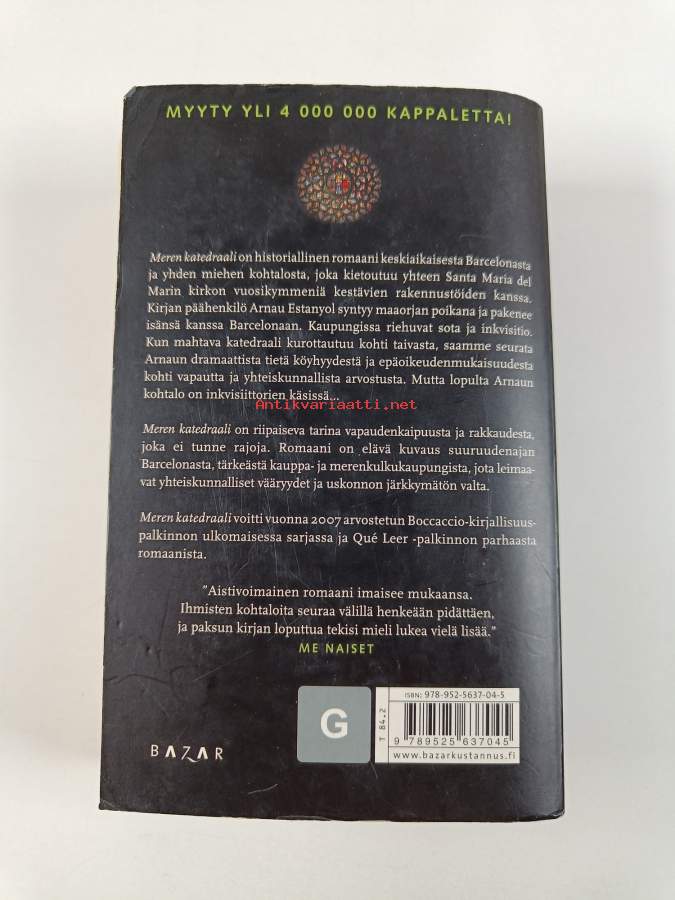 MYYTY YLI 4 000 000 KAPPALETTA!
Meren katedraali on historiallinen romaani keskiaikaisesta Barcelonasta
ja yhden miehen kohtalosta, joka kietoutuu yhteen Santa Maria del
Marin kirkon vuosikymmeniä kestävien rakennustöiden kanssa.
Kirjan päähenkilö Arnau Estanyol syntyy maaorjan poikana ja pakenee
isänsä kanssa Barcelonaan. Kaupungissa riehuvat sota ja inkvisitio.
Kun mahtava katedraali kurottautuu kohti taivasta, saamme seurata
Arnaun dramaattista tietä köyhyydestä ja epäoikeudenmukaisuudesta
kohti vapautta ja yhteiskunnallista arvostusta. Mutta lopulta Arnaun
kohtalo on inkvisiittorien käsissä...
Antikvariaatti.net
Meren katedraali on riipaiseva tarina vapaudenkaipuusta ja rakkaudesta,
joka ei tunne rajoja. Romaani on elävä kuvaus suuruudenajan
Barcelonasta, tärkeästä kauppa- ja merenkulkukaupungista, jota leimaa-
vat yhteiskunnalliset vääryydet ja uskonnon järkkymätön valta.
Meren katedraali voitti vuonna 2007 arvostetun Boccaccio-kirjallisuus-
palkinnon ulkomaisessa sarjassa ja Qué Leer -palkinnon parhaasta
romaanista.
"Aistivoimainen romaani imaisee mukaansa.
Ihmisten kohtaloita seuraa välillä henkeään pidättäen,
ja paksun kirjan loputtua tekisi mieli lukea vielä lisää."
ME NAISET
BAZAR
G
T 84.2
ISBN: 978-952-5637-04-5
9 789525 637045
www.bazarkustannus.fi